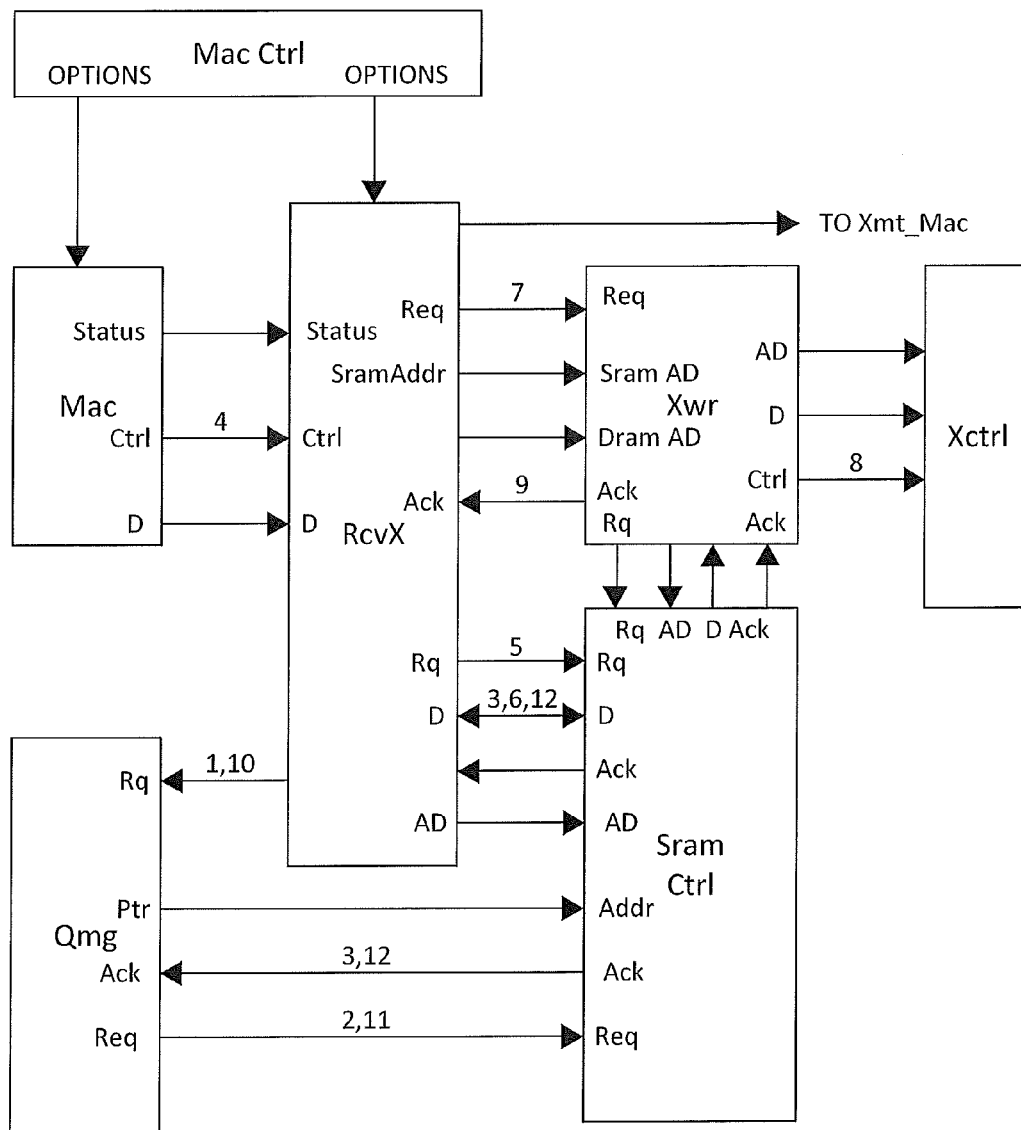 Mac Ctrl
OPTIONS OPTIONS
TO Xmt_Mac
7
Req Req
Status Status
AD
SramAddr Sram AD
Mac Xwr
D
4
Ctrl Ctrl Dram AD
Xctrl
8
Ctrl
9
Ack Ack
D D RcvX Rq Ack
Rq AD D Ack
5
Rq Rq
3,6,12
D D
1,10
Rq Ack
AD AD
Sram
Ctrl
Ptr Addr
Qmg
3,12
Ack Ack
2,11
Req Req